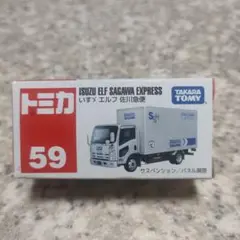 トミカ
59
ISUZU ELF SAGAWA EXPRESS
いすゞ エルフ 佐川急便
TAKARA
TOMY
サスペンション／パネル開閉